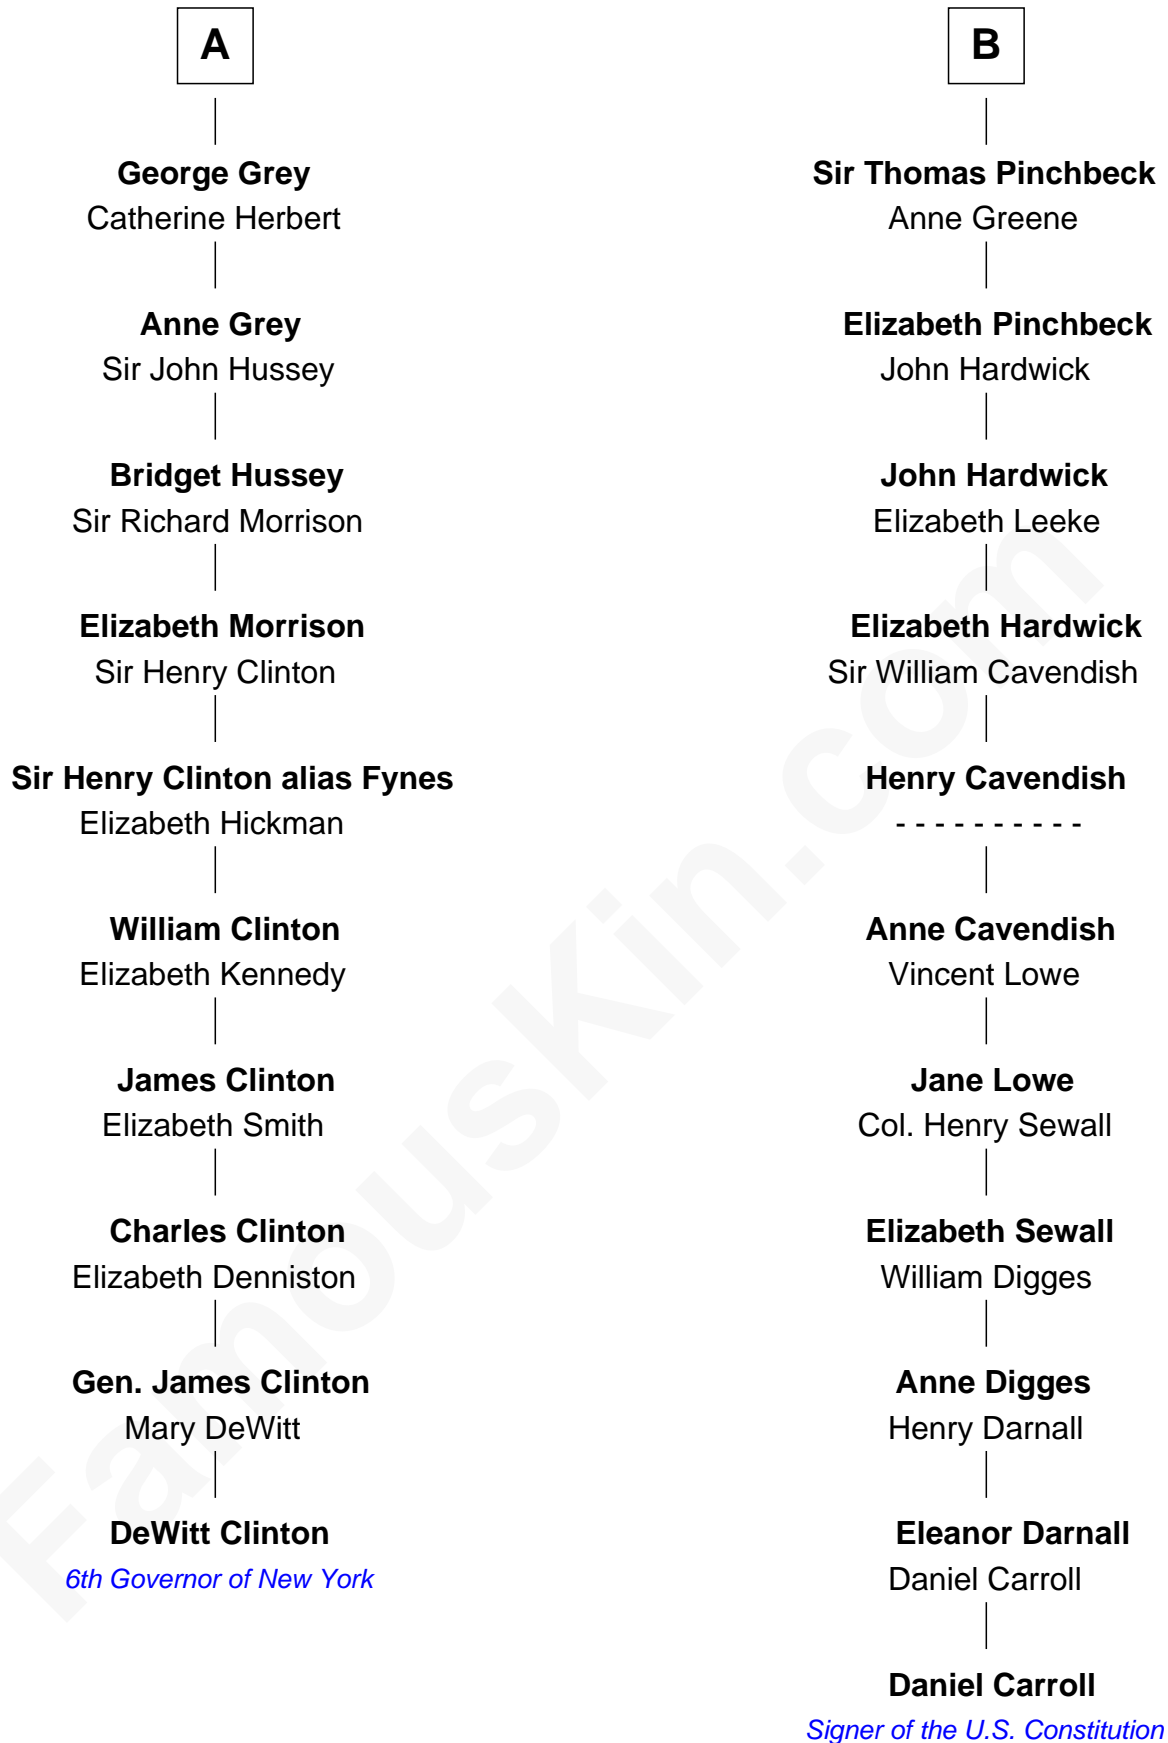 A
George Grey
Catherine Herbert
Anne Grey
Sir John Hussey
Bridget Hussey
Sir Richard Morrison
Elizabeth Morrison
Sir Henry Clinton
Sir Henry Clinton alias Fynes
Elizabeth Hickman
William Clinton
Elizabeth Kennedy
James Clinton
Elizabeth Smith
Charles Clinton
Elizabeth Denniston
Gen. James Clinton
Mary DeWitt
DeWitt Clinton
6th Governor of New York
B
Sir Thomas Pinchbeck
Anne Greene
Elizabeth Pinchbeck
John Hardwick
John Hardwick
Elizabeth Leeke
Elizabeth Hardwick
Sir William Cavendish
Henry Cavendish
- - - - - - - - - -
Anne Cavendish
Vincent Lowe
Jane Lowe
Col. Henry Sewall
Elizabeth Sewall
William Digges
Anne Digges
Henry Darnall
Eleanor Darnall
Daniel Carroll
Daniel Carroll
Signer of the U.S. Constitution
FamousKin.com